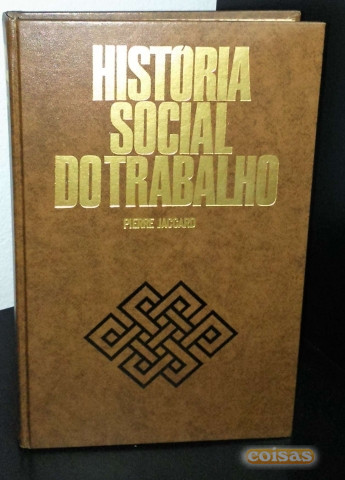 HISTÓRIA
SOCIAL
DO TRABALHO
PIERRE JACCARD
coisas